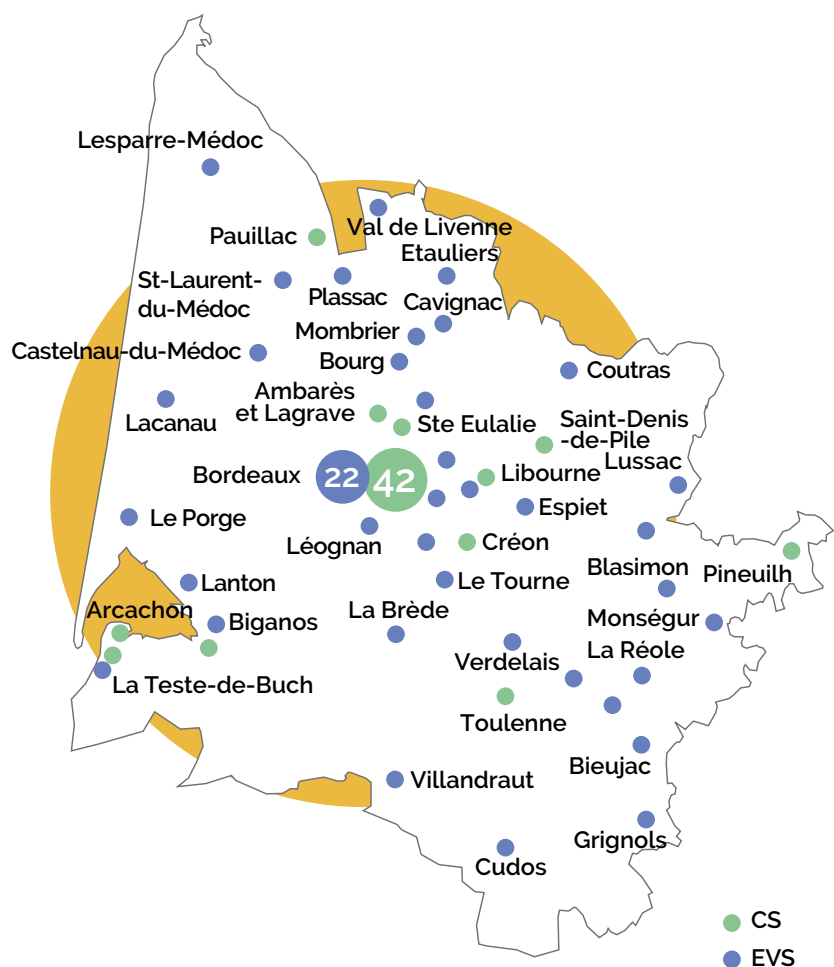 Lesparre-Médoc
Val de Livenne
Pauillac
Etauliers
St-Laurent-
du-Médoc
Plassac
Cavignac
Mombrier
Castelnau-du-Médoc
Bourg
Coutras
Ambarès
et Lagrave
Lacanau
Ste Eulalie
Saint-Denis
-de-Pile
Lussac
Bordeaux
22
42
Libourne
Espiet
Le Porge
Léognan
Créon
Blasimon
Pineuilh
Lanton
Le Tourne
Arcachon
Biganos
La Brède
Monségur
Verdelais
La Réole
La Teste-de-Buch
Toulenne
Bieujac
Villandraut
Grignols
Cudos
CS
EVS